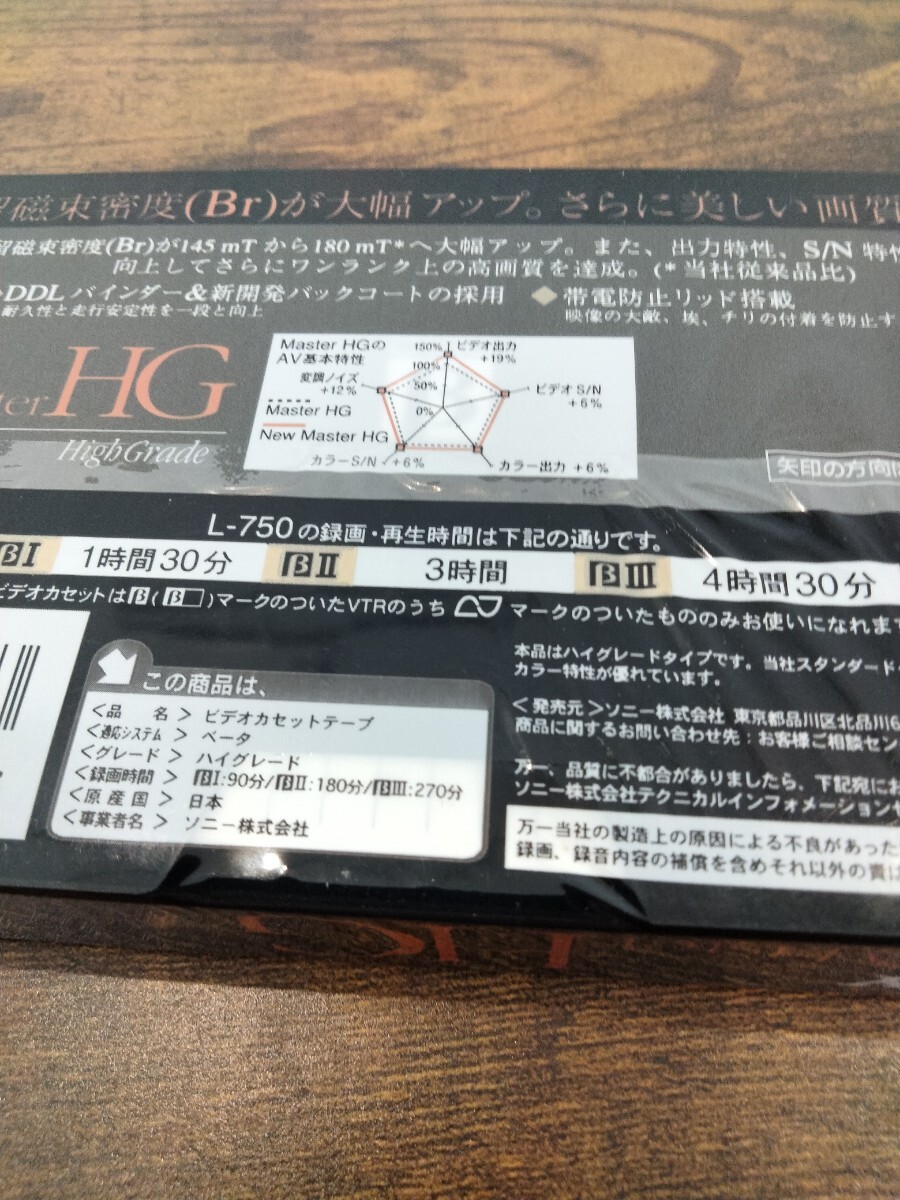 磁束密度(Br)が大幅アップ。さらに美しい画質
留磁束密度(Br)が145 mTから180 mT*へ大幅アップ。また、出力特性、S/N 特性
向上してさらにワンランク上の高画質を達成。(*当社従来品比)
DDLバインダー&新開発バックコートの採用
耐久性と走行安定性を一段と向上
◆帯電防止リッド搭載
映像の大敵、埃、チリの付着を防止す
ter HG
High Grade
Master HGの
AV基本特性
150%
100%
50%
0%
ビデオ出力
+19%
ビデオS/N
+6%
カラー出力 +6%
カラーS/N +6%
変調ノイズ
+12%
Master HG
New Master HG
矢印の方向に
L-750の録画・再生時間は下記の通りです。
βI 1時間30分 βII 3時間 βIII 4時間30分
ビデオカセットはβ(β)マークのついたVTRのうち マークのついたもののみお使いになれます
この商品は、
<品 名> ビデオカセットテープ
<適応システム> ベータ
<グレード> ハイグレード
<録画時間> βI:90分/βII:180分/βIII:270分
<原産国> 日本
<事業者名> ソニー株式会社
本品はハイグレードタイプです。当社スタンダード
カラー特性が優れています。
<発売元>ソニー株式会社 東京都品川区北品川6
商品に関するお問い合わせ先:お客様ご相談セン
万一、品質に不都合がありましたら、下記宛にお
ソニー株式会社テクニカルインフォメーションセ
万一当社の製造上の原因による不良があった
録画、録音内容の補償を含めそれ以外の責は